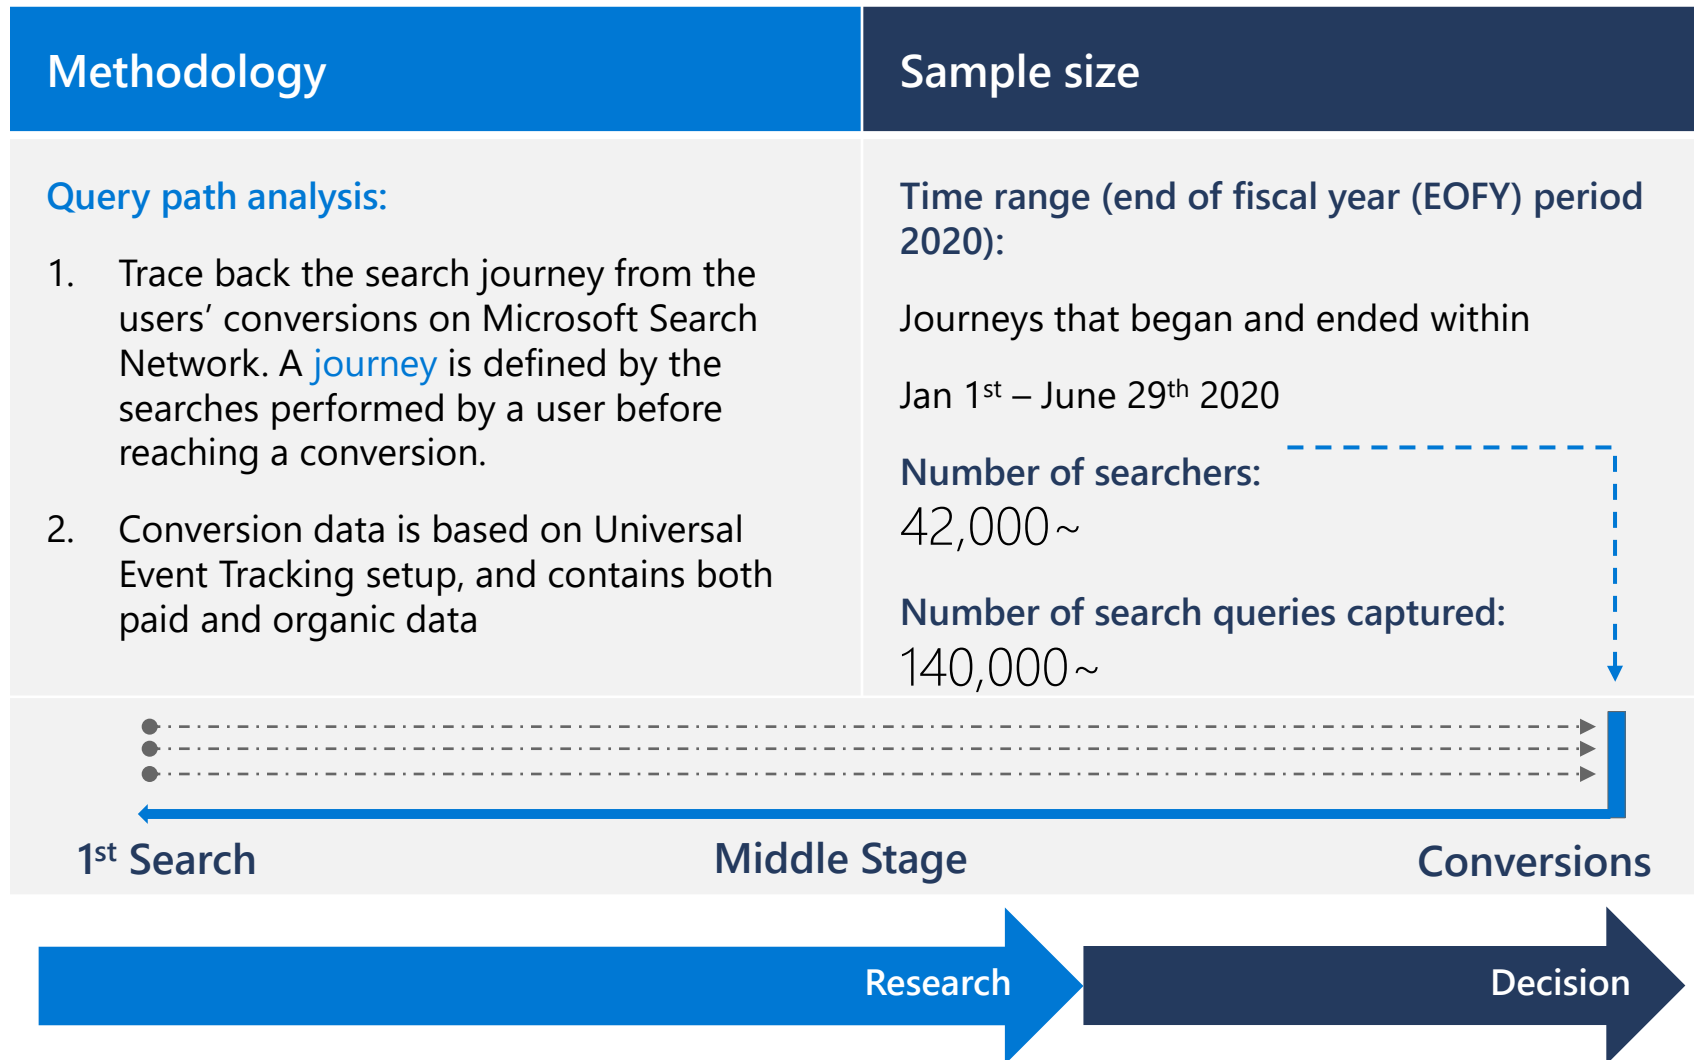 Methodology
Sample size
Query path analysis:
1. Trace back the search journey from the
users’ conversions on Microsoft Search
Network. A journey is defined by the
searches performed by a user before
reaching a conversion.
2. Conversion data is based on Universal
Event Tracking setup, and contains both
paid and organic data
Time range (end of fiscal year (EOFY) period
2020):
Journeys that began and ended within
Jan 1st – June 29th 2020
Number of searchers:
42,000~
Number of search queries captured:
140,000~
1st Search
Middle Stage
Conversions
Research
Decision